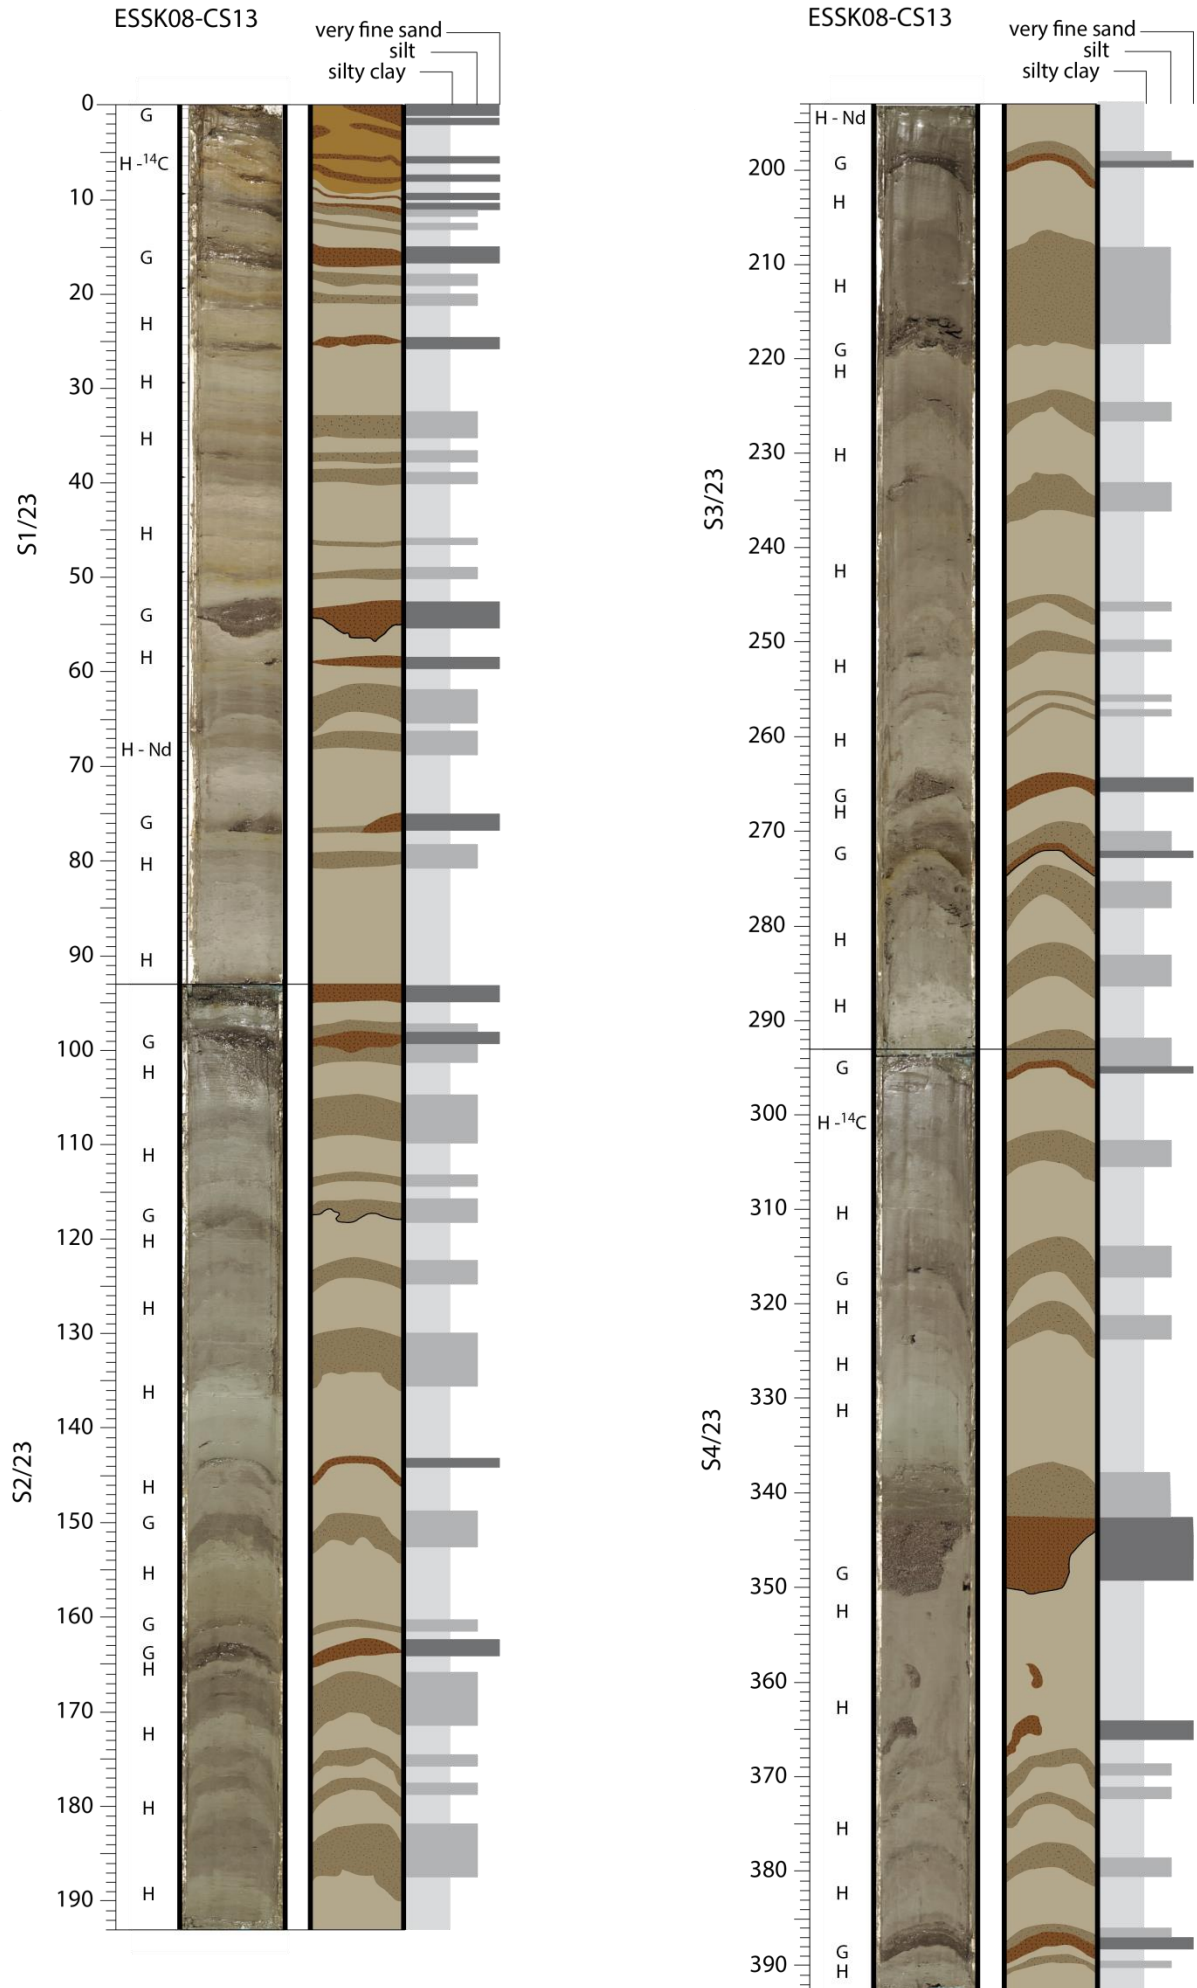 ESSK08-CS13
very fine sand
silt
silty clay
0
G
H -14C
10
G
20
H
H
30
H
40
S1/23
H
50
G
H
60
H - Nd
70
G
80
H
90
H
G
100
H
110
H
G
120
H
H
130
H
140
S2/23
H
150
G
H
160
G
G
H
170
H
180
H
190
H
ESSK08-CS13
very fine sand
silt
silty clay
H - Nd
200
G
H
210
H
220
G
H
230
H
S3/23
240
H
250
H
260
H
G
H
270
G
280
H
H
290
G
300
H -14C
310
H
G
320
H
H
330
H
S4/23
340
G
350
H
360
H
370
H
380
H
G
390
H